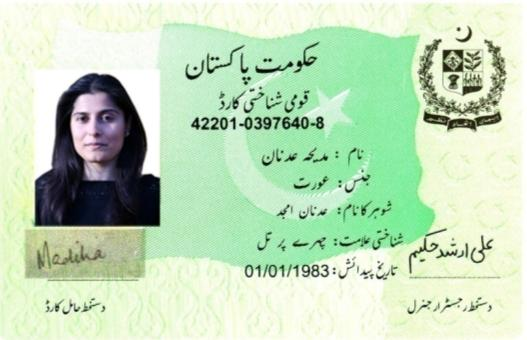 حکومت پاکستان
قومی شناختی کارڈ
42201-0397640-8
نام : مدیحہ عدنان
جنس : عورت
شوہر کا نام : عدنان امجد
شناختی علامت : چہرے پر تل
تاریخ پیدائش : 01/01/1983
Madiha
دستخط حامل کارڈ
علی ارشد حکیم
دستخط رجسٹرار جنرل